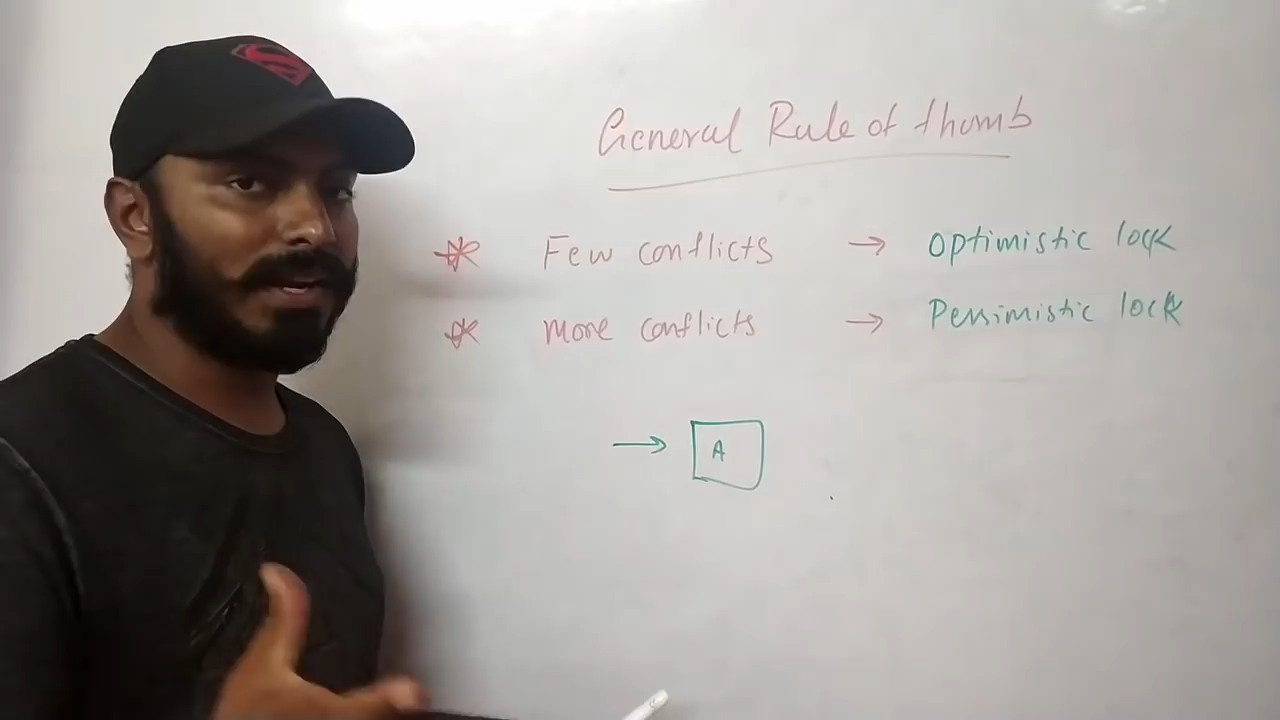 General Rule of thumb
* Few conflicts → Optimistic lock
* More conflicts → Pessimistic lock
→ A